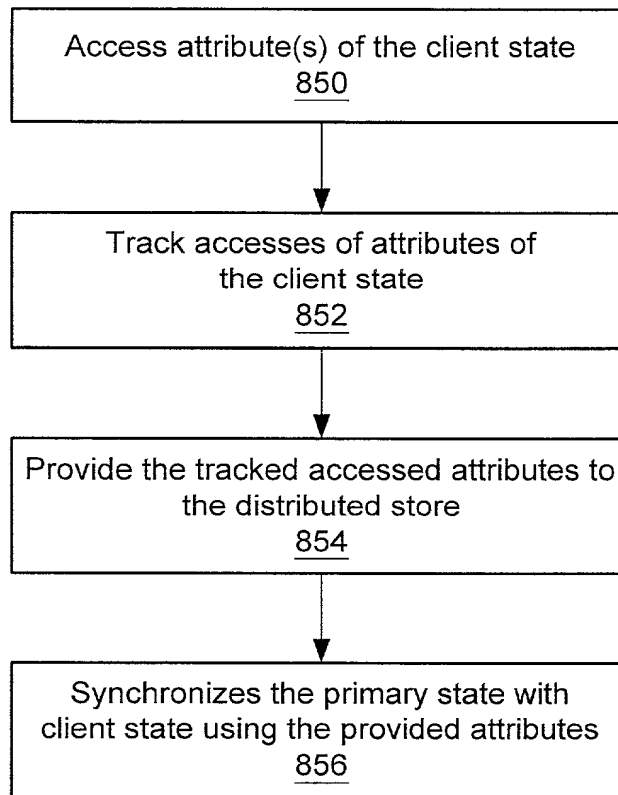 Access attribute(s) of the client state
850
Track accesses of attributes of
the client state
852
Provide the tracked accessed attributes to
the distributed store
854
Synchronizes the primary state with
client state using the provided attributes
856